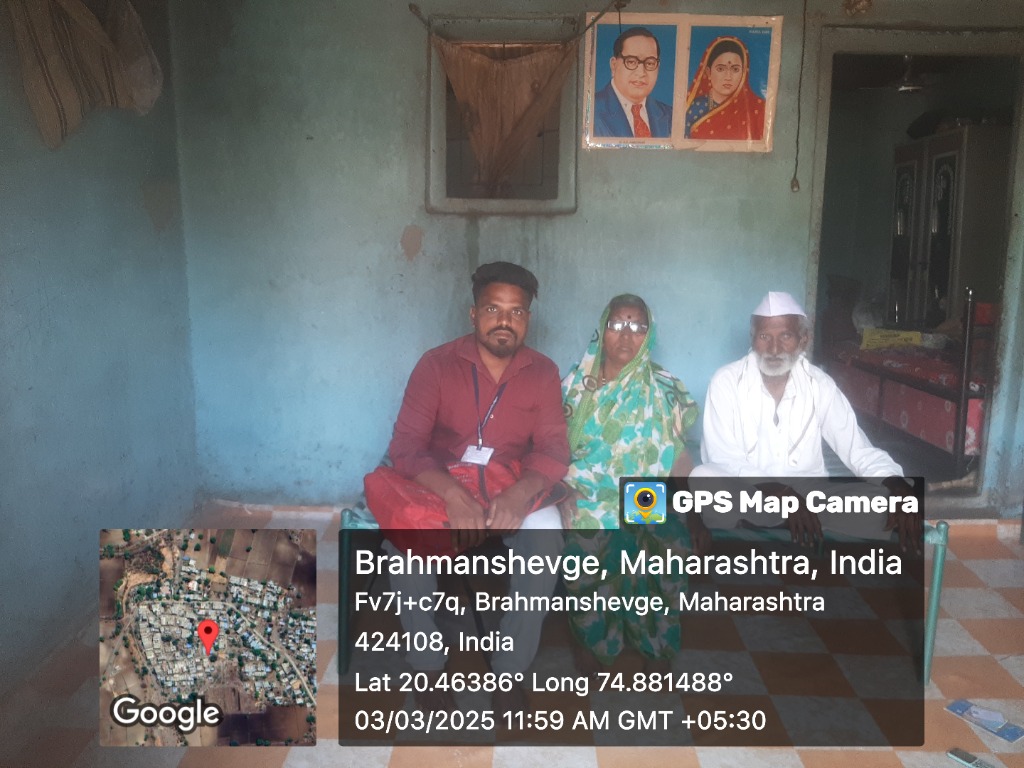 GPS Map Camera
Brahmanshevge, Maharashtra, India
Fv7j+c7q, Brahmanshevge, Maharashtra
424108, India
Lat 20.46386° Long 74.881488°
03/03/2025 11:59 AM GMT +05:30
Google